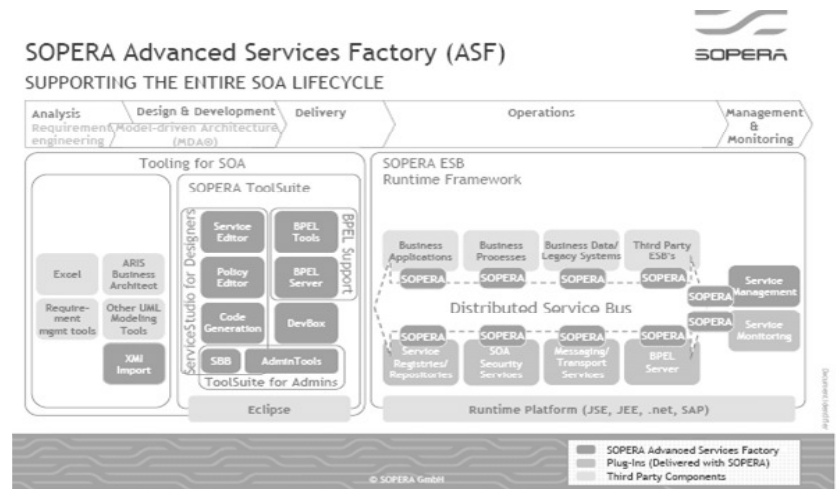 SOPERA Advanced Services Factory (ASF)
SOPERA
SUPPORTING THE ENTIRE SOA LIFECYCLE
Analysis
Requirement
engineering
Design & Development
Model-driven Architecture
(MDA®)
Delivery
Operations
Management
&
Monitoring
Tooling for SOA
SOPERA ToolSuite
Excel
ARIS
Business
Architect
Require-
ment
mgmt tools
Other UML
Modeling
Tools
XMI
Import
ServiceStudio for Designers
Service
Editor
Policy
Editor
Code
Generation
BPEL
Tools
BPEL
Server
BPEL Support
DevBox
SBB
AdminTools
ToolSuite for Admins
Eclipse
SOPERA ESB
Runtime Framework
Business
Applications
Business
Processes
Business Data/
Legacy Systems
Third Party
ESB's
SOPERA
SOPERA
SOPERA
SOPERA
SOPERA
Service
Management
Distributed Service Bus
SOPERA
Service
Monitoring
SOPERA
SOPERA
SOPERA
SOPERA
Service
Registries/
Repositories
SOA
Security
Services
Messaging/
Transport
Services
BPEL
Server
Runtime Platform (JSE, JEE, .net, SAP)
Document Identifier
SOPERA Advanced Services Factory
Plug-Ins (Delivered with SOPERA)
Third Party Components
© SOPERA GmbH